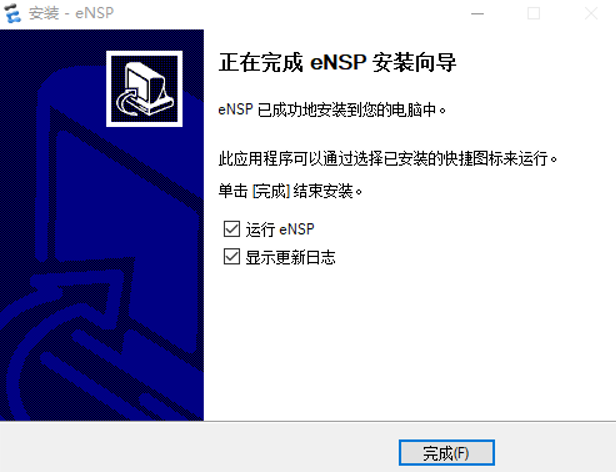 安装 - eNSP
正在完成 eNSP 安装向导
eNSP 已成功地安装到您的电脑中。
此应用程序可以通过选择已安装的快捷图标来运行。
单击 [完成] 结束安装。
运行 eNSP
显示更新日志
完成(F)